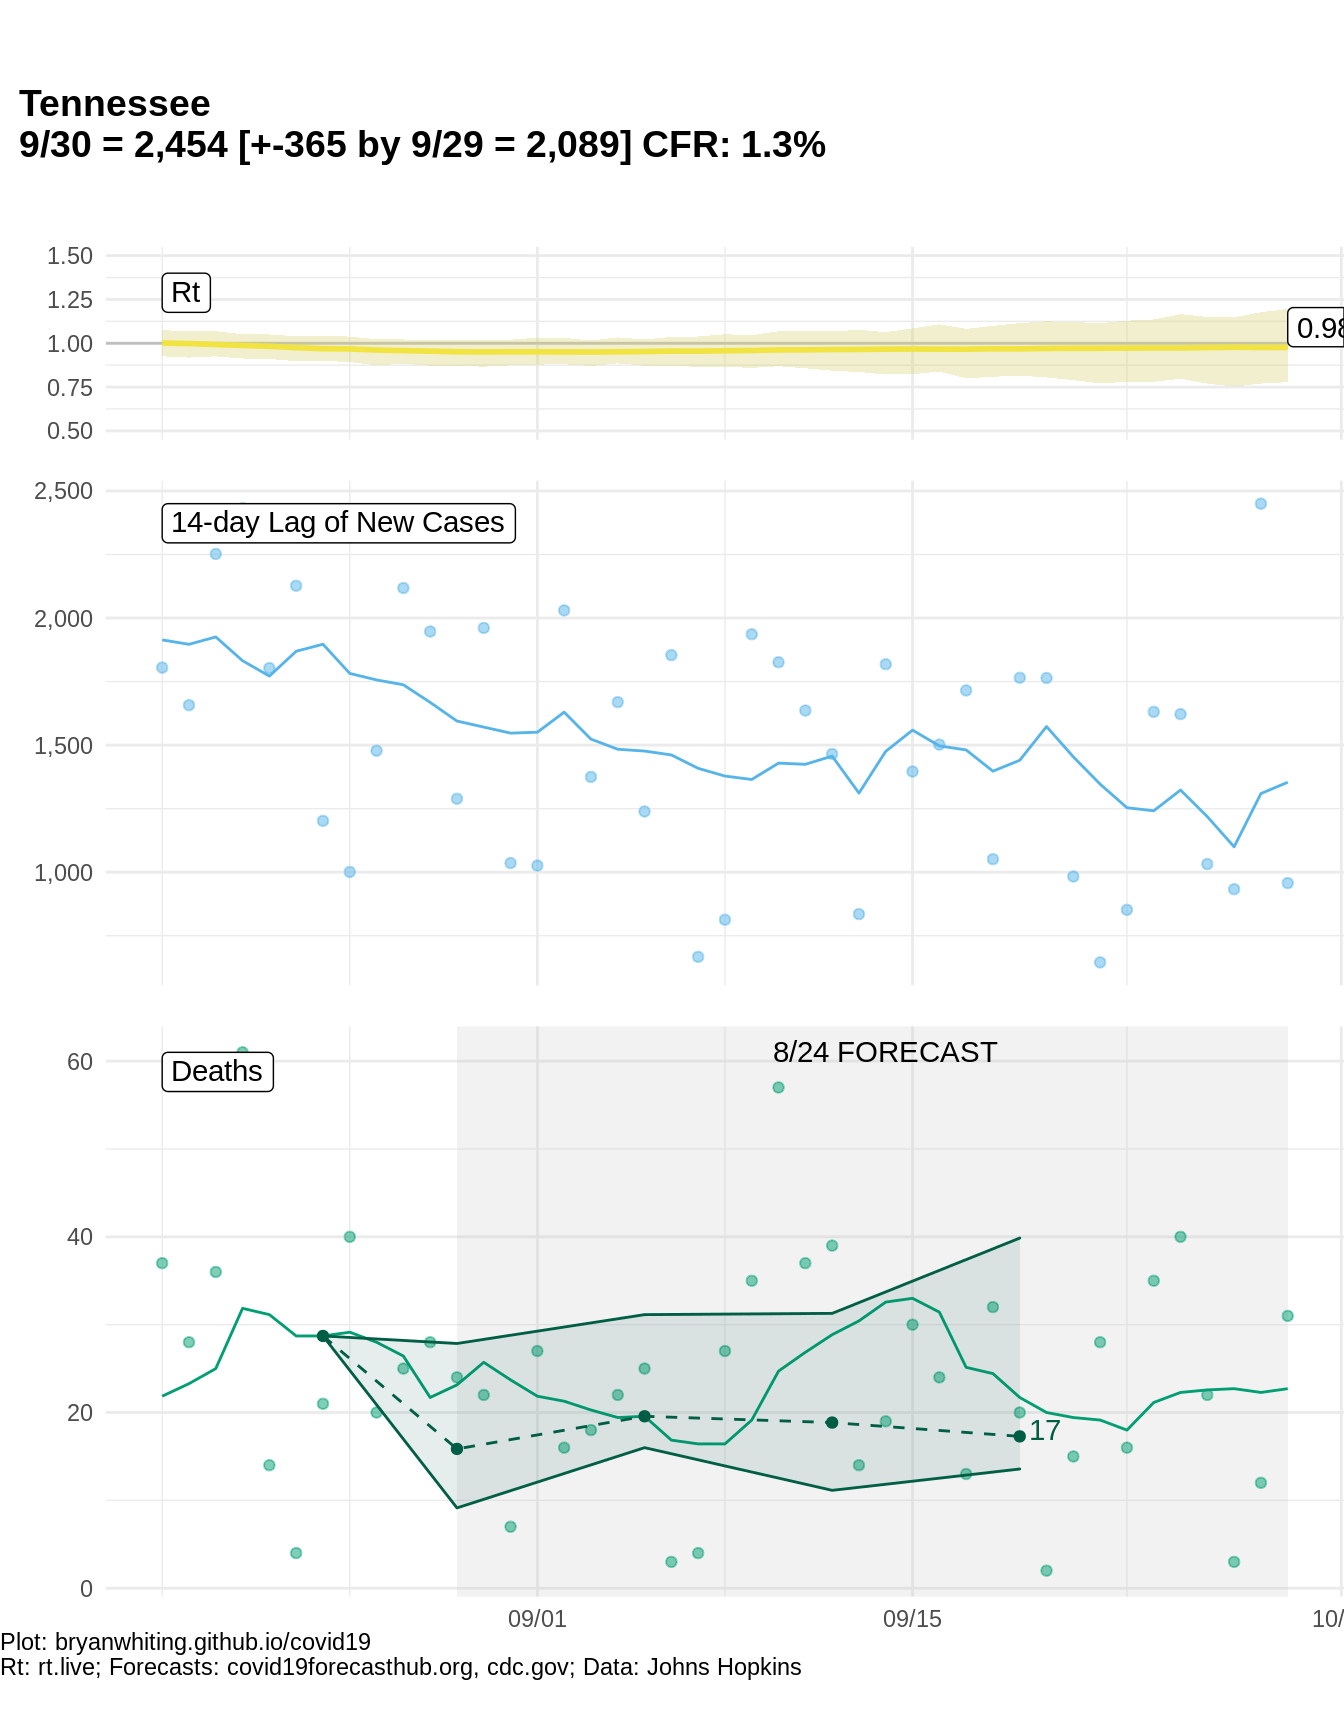 Tennessee
9/30 = 2,454 [+-365 by 9/29 = 2,089] CFR: 1.3%
1.50
Rt
1.25
0.98
1.00
0.75
0.50
2,500
14-day Lag of New Cases
2,000
1,500
1,000
8/24 FORECAST
60
Deaths
40
20
17
0
09/01 09/15 10/
Plot: bryanwhiting.github.io/covid19
Rt: rt.live; Forecasts: covid19forecasthub.org, cdc.gov; Data: Johns Hopkins